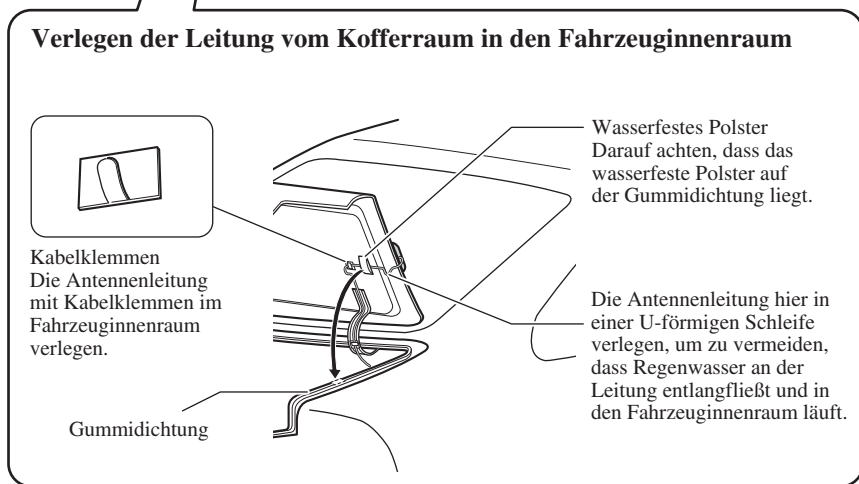 Verlegen der Leitung vom Kofferraum in den Fahrzeuginnenraum
Kabelklemmen
Die Antennenleitung
mit Kabelklemmen im
Fahrzeuginnenraum
verlegen.
Gummidichtung
Wasserfestes Polster
Darauf achten, dass das
wasserfeste Polster auf
der Gummidichtung liegt.
Die Antennenleitung hier in
einer U-förmigen Schleife
verlegen, um zu vermeiden,
dass Regenwasser an der
Leitung entlangfließt und in
den Fahrzeuginnenraum läuft.